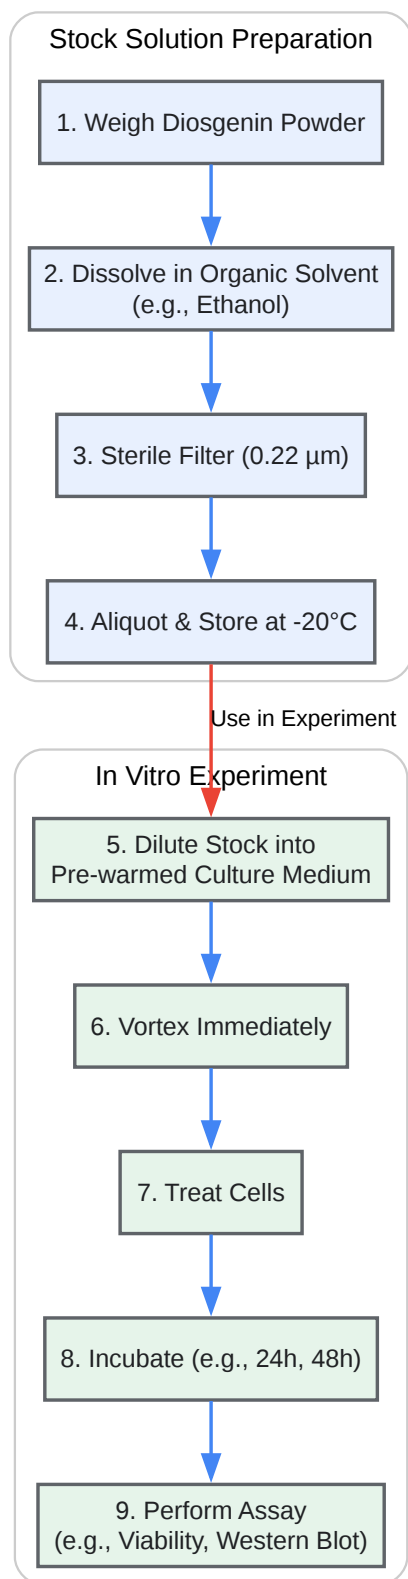 Stock Solution Preparation
1. Weigh Diosgenin Powder
2. Dissolve in Organic Solvent
(e.g., Ethanol)
3. Sterile Filter (0.22 µm)
4. Aliquot & Store at -20°C
Use in Experiment
In Vitro Experiment
5. Dilute Stock into
Pre-warmed Culture Medium
6. Vortex Immediately
7. Treat Cells
8. Incubate (e.g., 24h, 48h)
9. Perform Assay
(e.g., Viability, Western Blot)